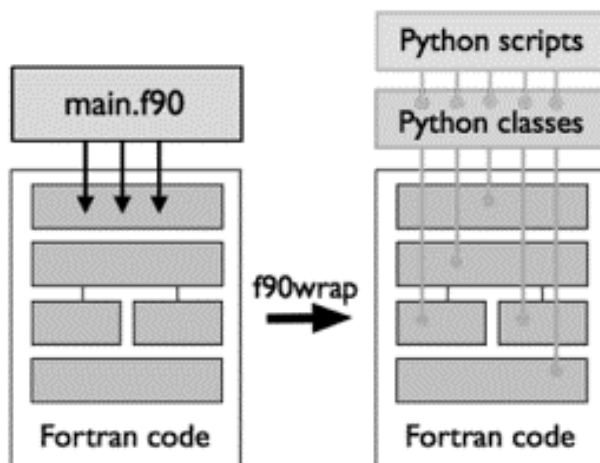 main.f90
Fortran code
f90wrap
Python scripts
Python classes
Fortran code